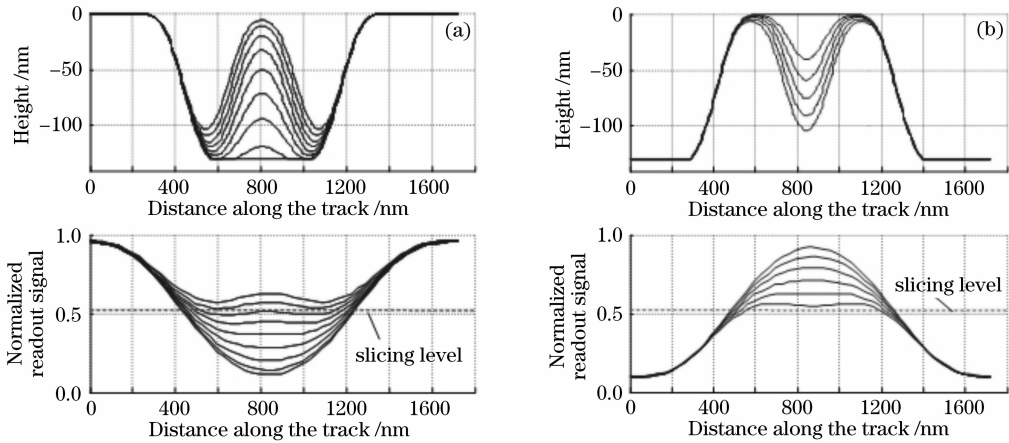 (a)
Height /nm
0
−50
−100
0 400 800 1200 1600
Distance along the track /nm
(b)
Height /nm
0
−50
−100
0 400 800 1200 1600
Distance along the track /nm
Normalized
readout signal
1.0
0.5
0.0
slicing level
0 400 800 1200 1600
Distance along the track /nm
Normalized
readout signal
1.0
0.5
0.0
slicing level
0 400 800 1200 1600
Distance along the track /nm